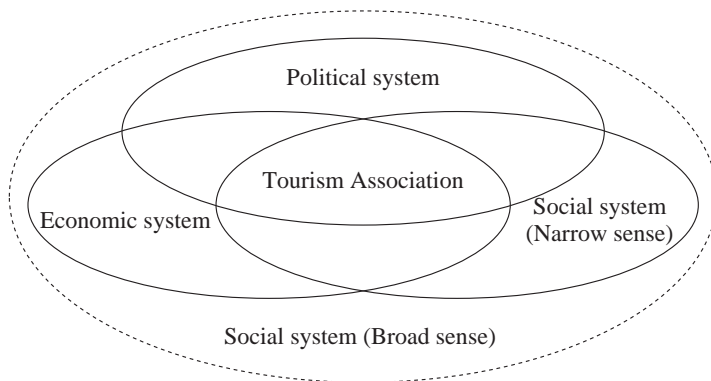 Political system
Tourism Association
Economic system
Social system
(Narrow sense)
Social system (Broad sense)